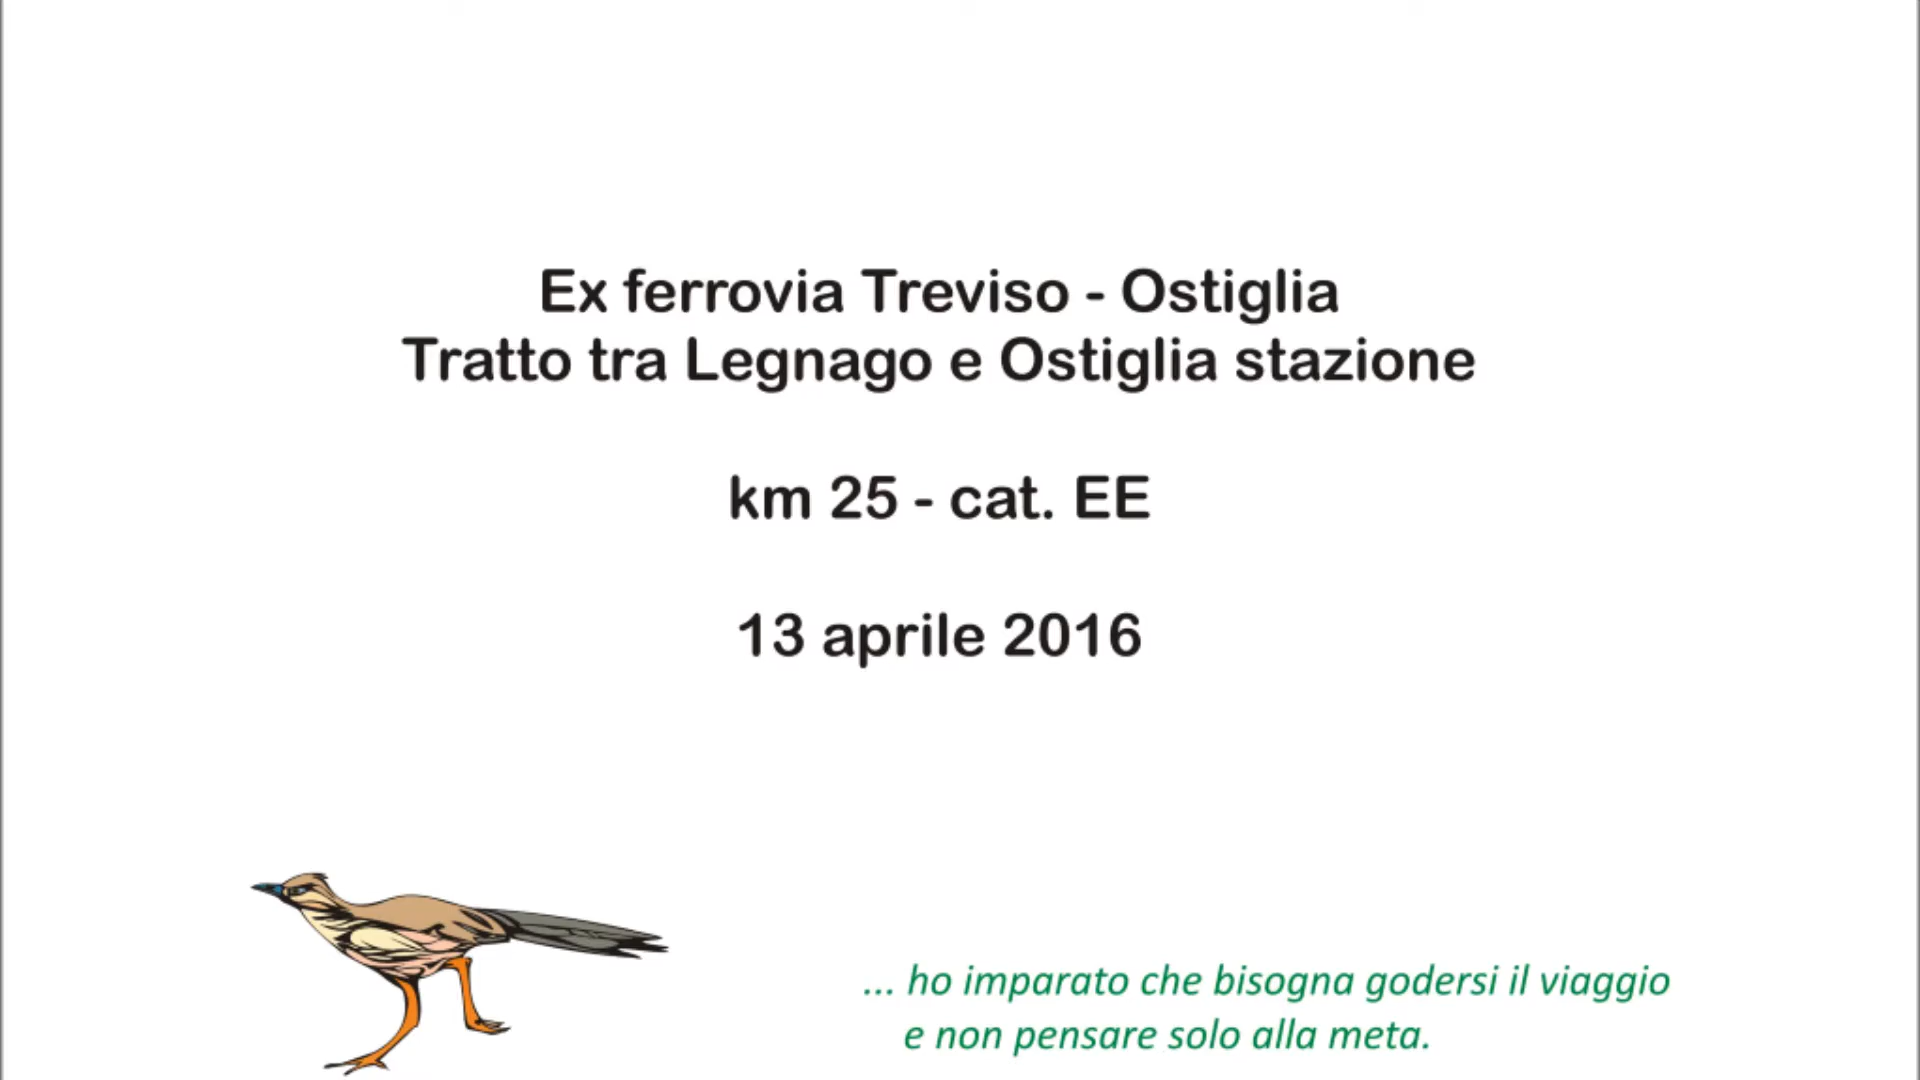 Ex ferrovia Treviso - Ostiglia
Tratto tra Legnago e Ostiglia stazione
km 25 - cat. EE
13 aprile 2016
... ho imparato che bisogna godersi il viaggio
e non pensare solo alla meta.